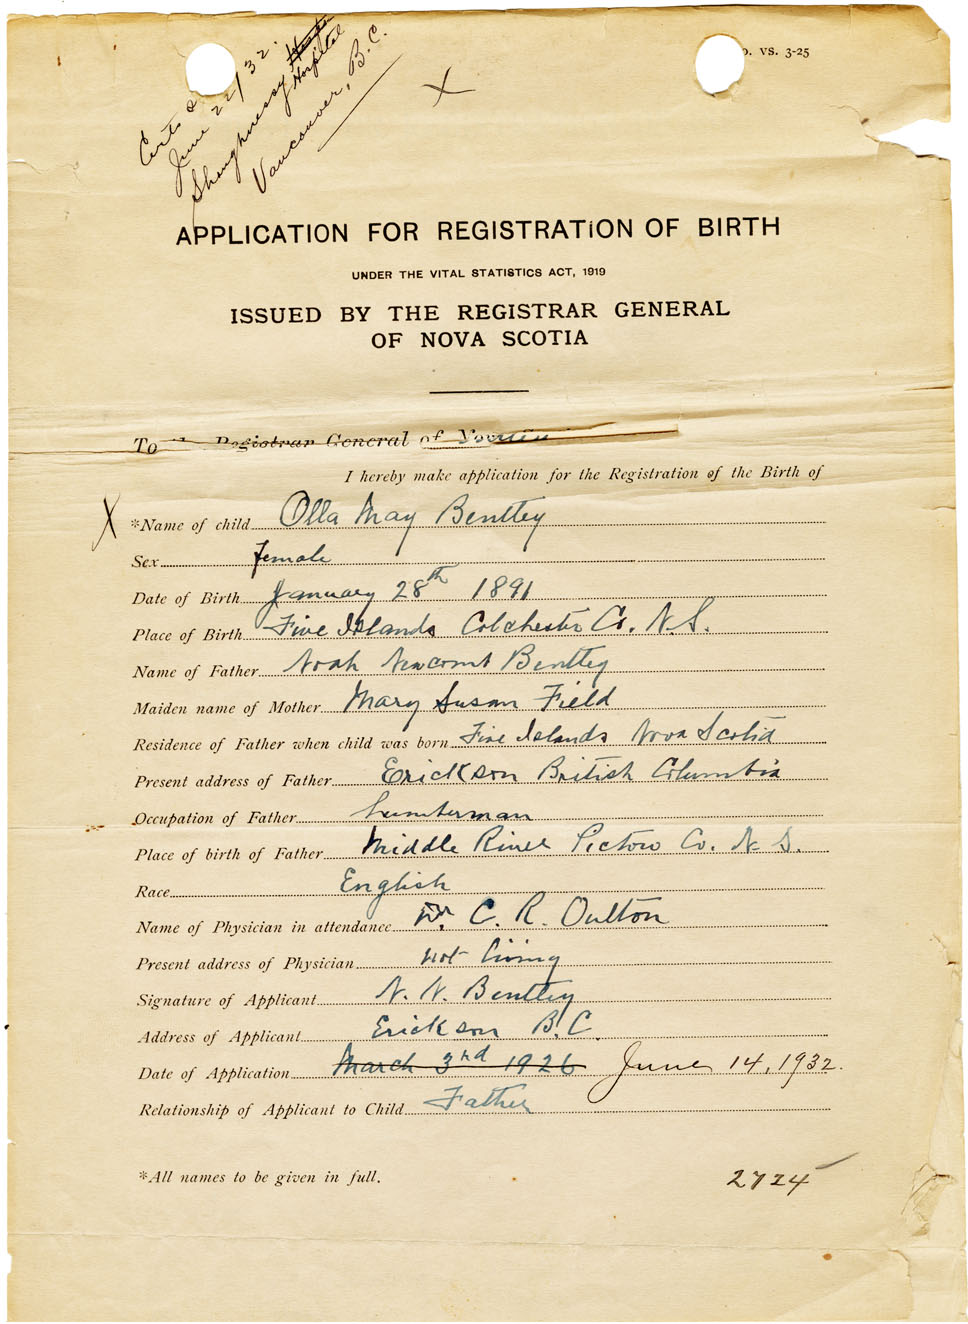 Certs &
June 22/32.
Shaughnessy Hospital
Vancouver, B.C.
o. VS. 3-25
X
APPLICATION FOR REGISTRATION OF BIRTH
UNDER THE VITAL STATISTICS ACT, 1919
ISSUED BY THE REGISTRAR GENERAL
OF NOVA SCOTIA
To Registrar General of
I hereby make application for the Registration of the Birth of
X *Name of child Olla May Bentley
Sex female
Date of Birth January 28th 1891
Place of Birth Five Islands Colchester Co. N.S.
Name of Father Noah Newcomb Bentley
Maiden name of Mother Mary Susan Field
Residence of Father when child was born Five Islands Nova Scotia
Present address of Father Erickson British Columbia
Occupation of Father Lumberman
Place of birth of Father Middle River Pictou Co. N.S.
Race English
Name of Physician in attendance Dr. C. R. Oulton
Present address of Physician not living
Signature of Applicant N. N. Bentley
Address of Applicant Erickson B.C.
Date of Application March 3rd 1926 June 14, 1932.
Relationship of Applicant to Child Father
*All names to be given in full.
2724